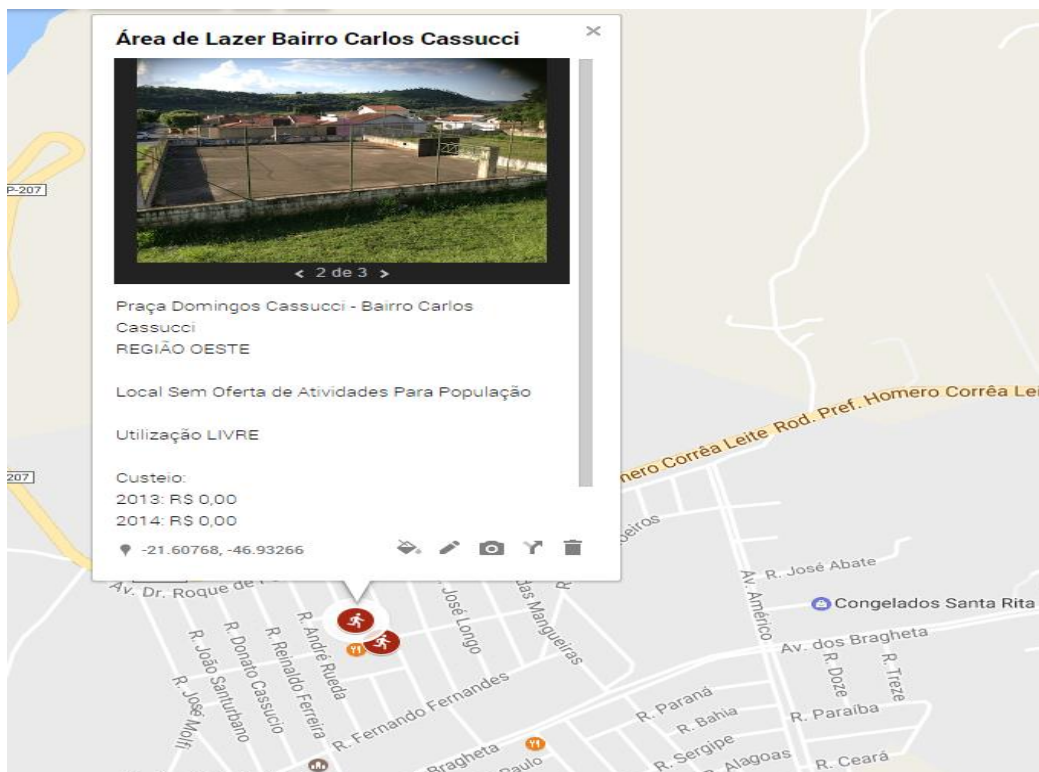 Área de Lazer Bairro Carlos Cassucci
2 de 3
Praça Domingos Cassucci - Bairro Carlos
Cassucci
REGIÃO OESTE
Local Sem Oferta de Atividades Para População
Utilização LIVRE
Custeio:
2013: R$ 0,00
2014: R$ 0,00
-21.60768, -46.93266
P-207
207
Homero Corrêa Lei
Rod. Pref.
mero Corrêa Leite
Av. Dr. Roque de
R. José Abate
Congelados Santa Rita
Av. Américo
Av. dos Bragheta
R. Doze
R. Treze
José Longo
das Mangueiras
R. André Rueda
R. Reinaldo Ferreira
R. Donato Cassucio
R. João Santurbano
R. José Molfi
R. Fernando Fernandes
R. Paraná
R. Bahia
R. Paraíba
R. Sergipe
Alagoas
R. Ceará
Bragheta
Paulo